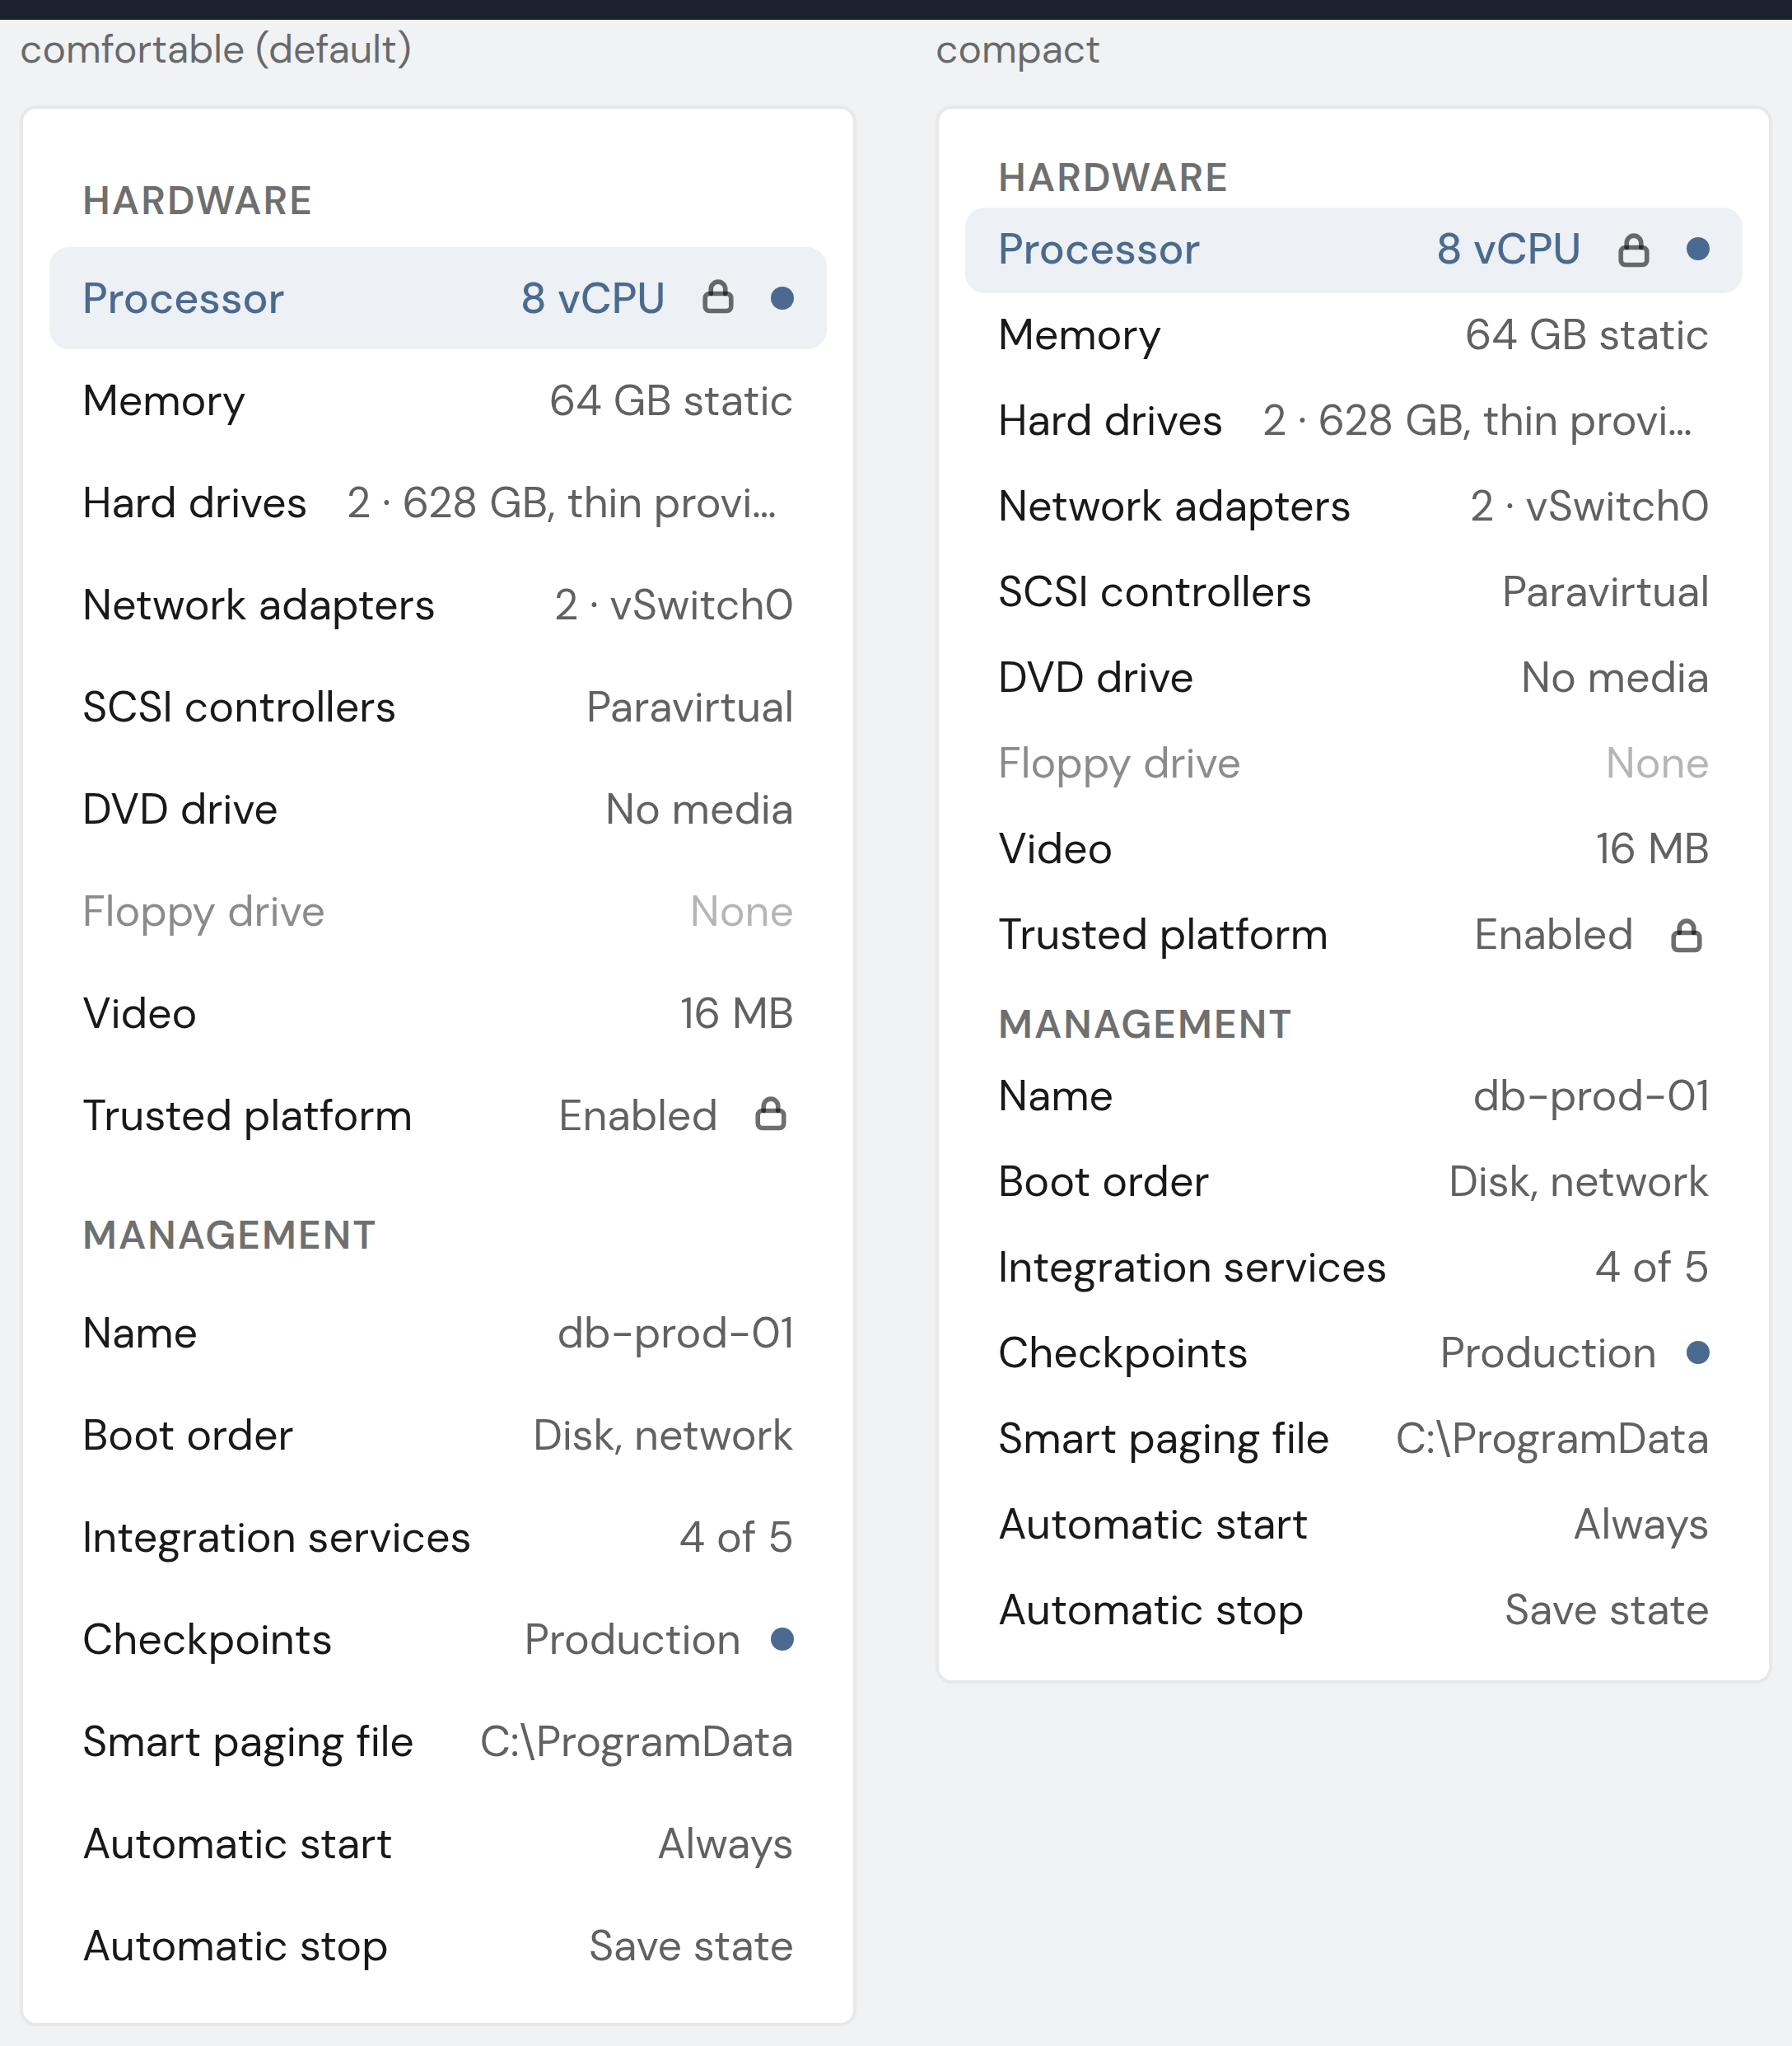 comfortable (default)
HARDWARE
Processor 8 vCPU
Memory 64 GB static
Hard drives 2 · 628 GB, thin provi...
Network adapters 2 · vSwitch0
SCSI controllers Paravirtual
DVD drive No media
Floppy drive None
Video 16 MB
Trusted platform Enabled
MANAGEMENT
Name db-prod-01
Boot order Disk, network
Integration services 4 of 5
Checkpoints Production
Smart paging file C:\ProgramData
Automatic start Always
Automatic stop Save state
compact
HARDWARE
Processor 8 vCPU
Memory 64 GB static
Hard drives 2 · 628 GB, thin provi...
Network adapters 2 · vSwitch0
SCSI controllers Paravirtual
DVD drive No media
Floppy drive None
Video 16 MB
Trusted platform Enabled
MANAGEMENT
Name db-prod-01
Boot order Disk, network
Integration services 4 of 5
Checkpoints Production
Smart paging file C:\ProgramData
Automatic start Always
Automatic stop Save state